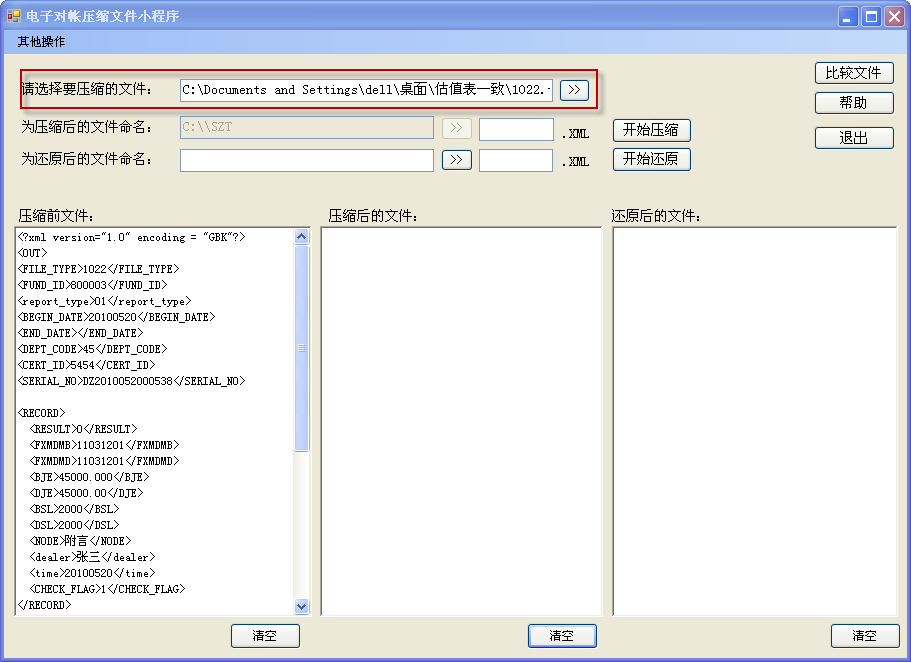 电子对帐压缩文件小程序
其他操作
请选择要压缩的文件: C:\Documents and Settings\dell\桌面\估值表一致\1022. >> 比较文件
帮助
为压缩后的文件命名: C:\\SZT >> .XML 开始压缩
退出
为还原后的文件命名: >> .XML 开始还原
压缩前文件: 压缩后的文件: 还原后的文件:
<?xml version="1.0" encoding = "GBK"?>
<OUT>
<FILE_TYPE>1022</FILE_TYPE>
<FUND_ID>800003</FUND_ID>
<report_type>01</report_type>
<BEGIN_DATE>20100520</BEGIN_DATE>
<END_DATE></END_DATE>
<DEPT_CODE>45</DEPT_CODE>
<CERT_ID>5454</CERT_ID>
<SERIAL_NO>DZ2010052000538</SERIAL_NO>
<RECORD>
<RESULT>0</RESULT>
<FXMDMB>11031201</FXMDMB>
<FXMDMD>11031201</FXMDMD>
<BJE>45000.000</BJE>
<DJE>45000.00</DJE>
<BSL>2000</BSL>
<DSL>2000</DSL>
<NODE>附言</NODE>
<dealer>张三</dealer>
<time>20100520</time>
<CHECK_FLAG>1</CHECK_FLAG>
</RECORD>
清空 清空 清空